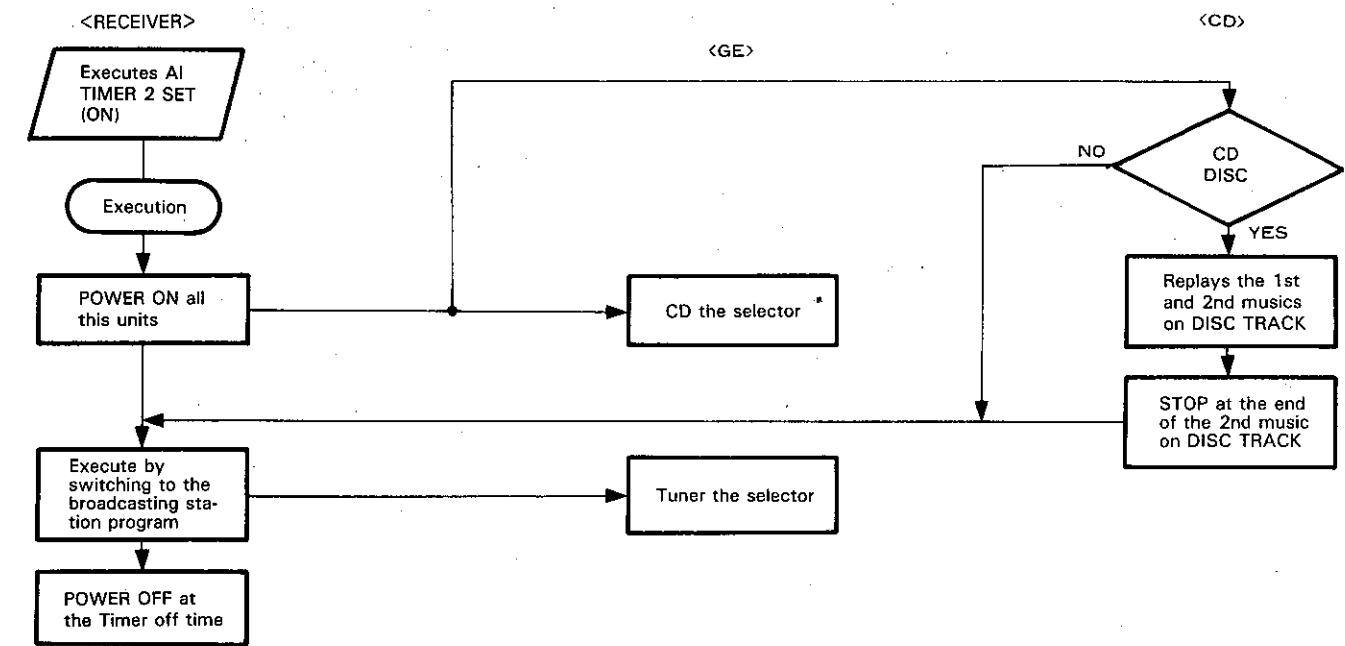 <RECEIVER>
<GE>
<CD>
Executes AI
TIMER 2 SET
(ON)
Execution
POWER ON all
this units
CD the selector
NO
CD
DISC
YES
Replays the 1st
and 2nd musics
on DISC TRACK
STOP at the end
of the 2nd music
on DISC TRACK
Execute by
switching to the
broadcasting sta-
tion program
Tuner the selector
POWER OFF at
the Timer off time